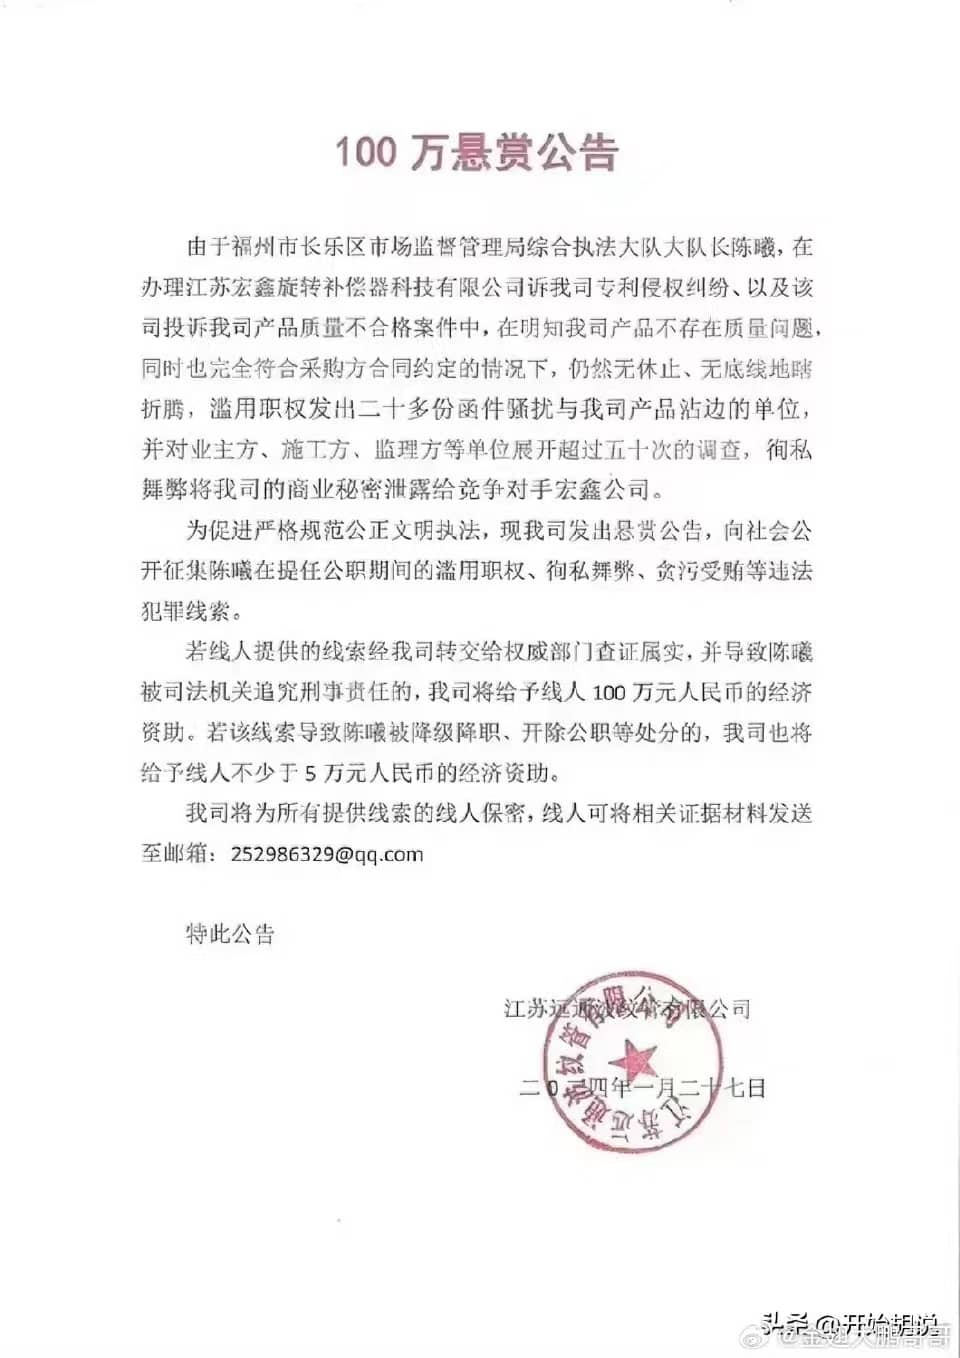 100 万悬赏公告
由于福州市长乐区市场监督管理局综合执法大队大队长陈曦，在
办理江苏宏鑫旋转补偿器科技有限公司诉我司专利侵权纠纷、以及该
司投诉我司产品质量不合格案件中，在明知我司产品不存在质量问题，
同时也完全符合采购方合同约定的情况下，仍然无休止、无底线地瞎
折腾，滥用职权发出二十多份函件骚扰与我司产品沾边的单位，
并对业主方、施工方、监理方等单位展开超过五十次的调查，徇私
舞弊将我司的商业秘密泄露给竞争对手宏鑫公司。
为促进严格规范公正文明执法，现我司发出悬赏公告，向社会公
开征集陈曦在提任公职期间的滥用职权、徇私舞弊、贪污受贿等违法
犯罪线索。
若线人提供的线索经我司转交给权威部门查证属实，并导致陈曦
被司法机关追究刑事责任的，我司将给予线人 100 万元人民币的经济
资助。若该线索导致陈曦被降级降职、开除公职等处分的，我司也将
给予线人不少于 5 万元人民币的经济资助。
我司将为所有提供线索的线人保密，线人可将相关证据材料发送
至邮箱：252986329@qq.com
特此公告
江苏远通波纹管有限公司
二0二四年一月二十七日
江苏远通波纹管有限公司
头条 @开始胡说
@金翅大鹏哥哥